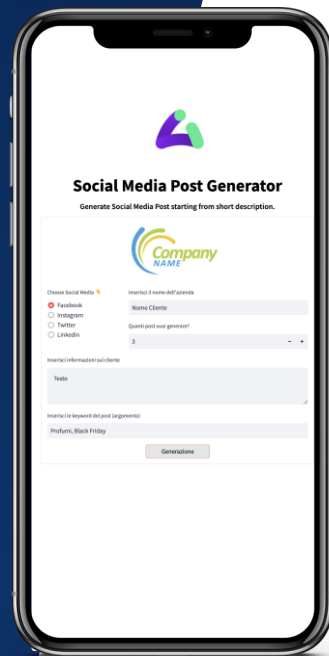 Social Media Post Generator
Generate Social Media Post starting from short description.
Company
NAME
Choose Social Media 👇
Facebook
Instagram
Twitter
Linkedin
Inserisci il nome dell'azienda
Nome Cliente
Quanti post vuoi generare?
3
- +
Inserisci informazioni sul cliente
Testo
Inserisci le keyword del post (argomento)
Profumi, Black Friday
Generazione